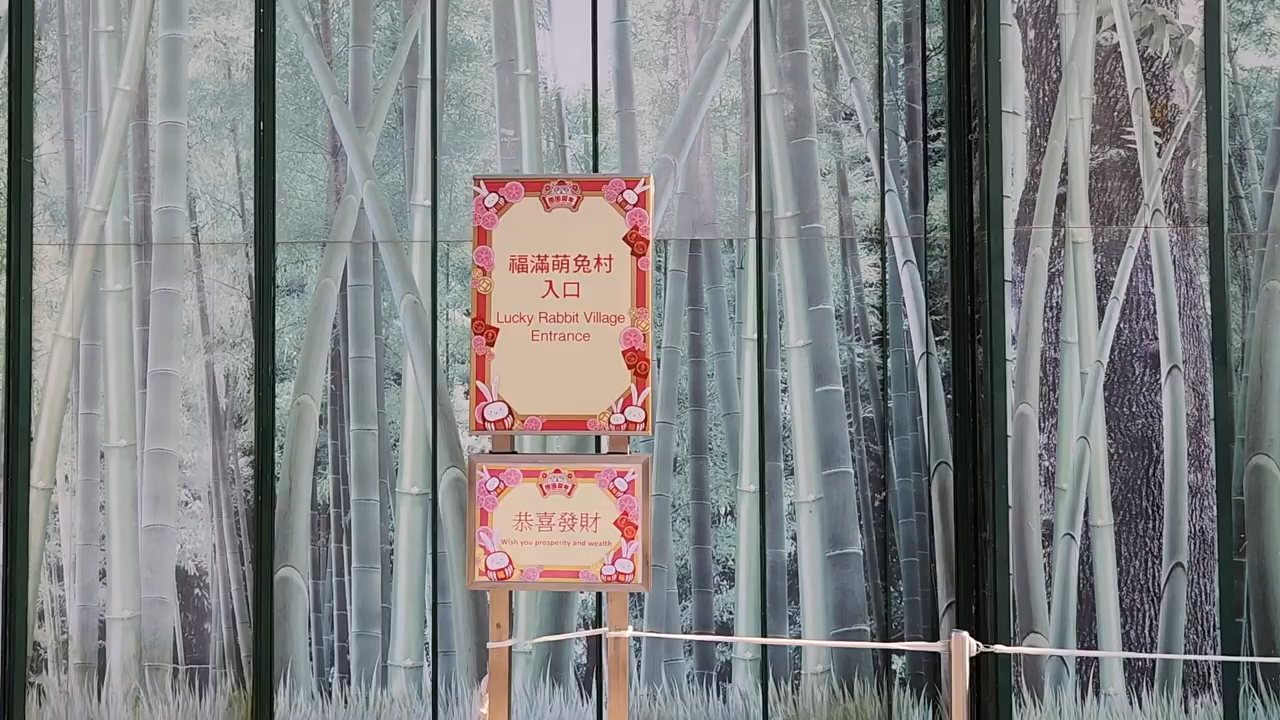 福滿萌兔村
入口
Lucky Rabbit Village
Entrance
恭喜發財
Wish you prosperity and wealth